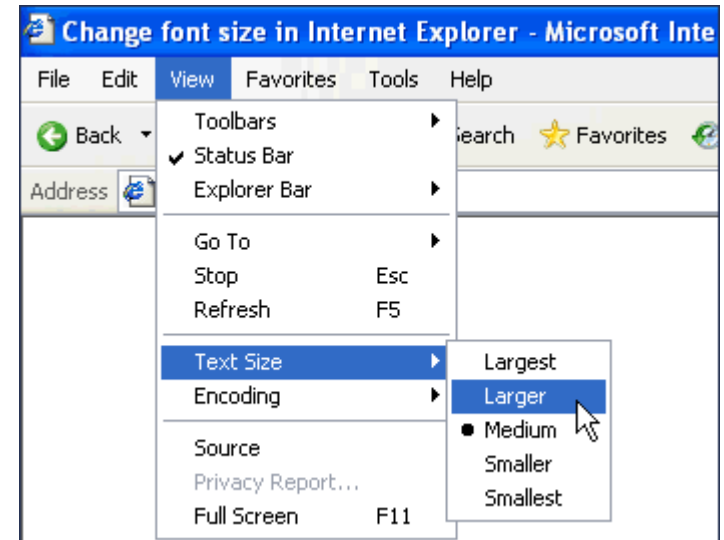 Change font size in Internet Explorer - Microsoft Inte
File Edit View Favorites Tools Help
Back Search Favorites
Address
Toolbars
Status Bar
Explorer Bar
Go To
Stop Esc
Refresh F5
Text Size
Encoding
Source
Privacy Report...
Full Screen F11
Largest
Larger
Medium
Smaller
Smallest